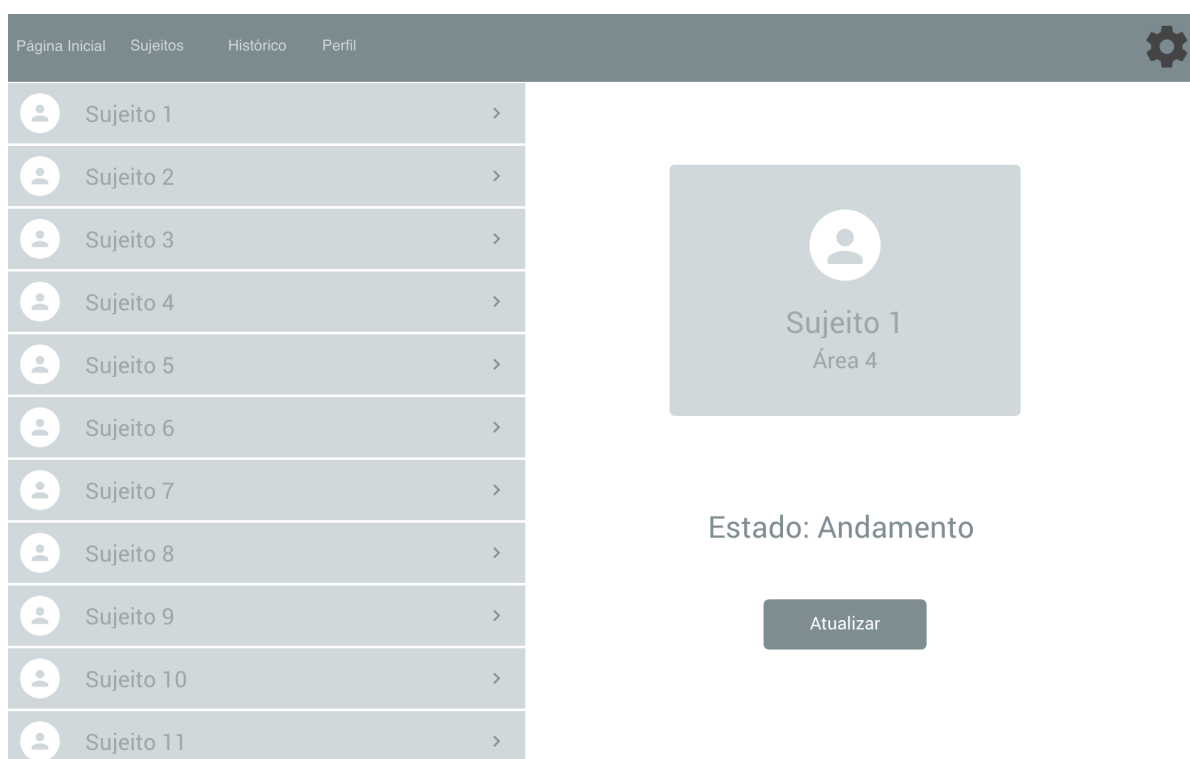 Página Inicial Sujeitos Histórico Perfil
Sujeito 1
Sujeito 2
Sujeito 3
Sujeito 4
Sujeito 5
Sujeito 6
Sujeito 7
Sujeito 8
Sujeito 9
Sujeito 10
Sujeito 11
Sujeito 1
Área 4
Estado: Andamento
Atualizar